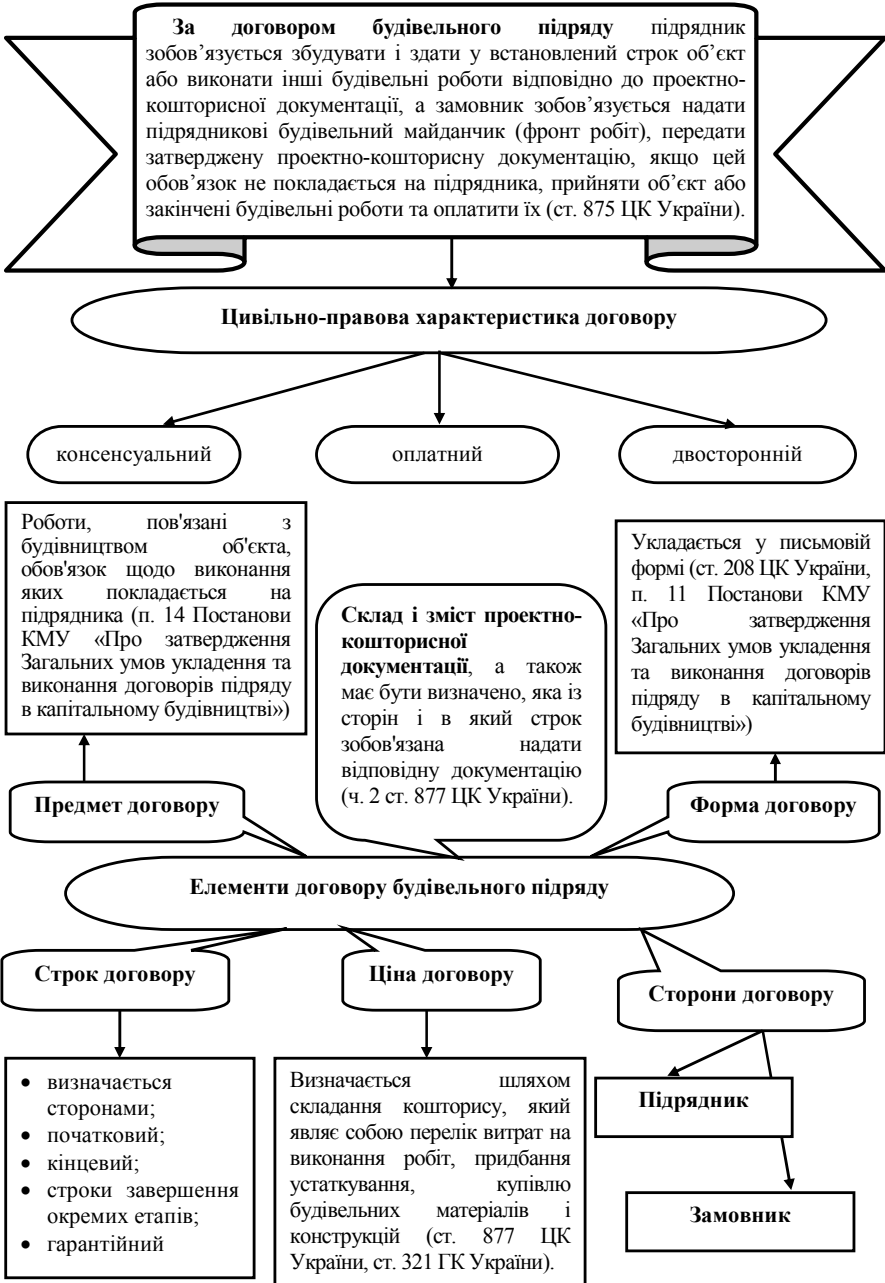 За договором будівельного підряду підрядник
зобов’язується збудувати і здати у встановлений строк об’єкт
або виконати інші будівельні роботи відповідно до проектно-
кошторисної документації, а замовник зобов’язується надати
підрядникові будівельний майданчик (фронт робіт), передати
затверджену проектно-кошторисну документацію, якщо цей
обов’язок не покладається на підрядника, прийняти об’єкт або
закінчені будівельні роботи та оплатити їх (ст. 875 ЦК України).
Цивільно-правова характеристика договору
консенсуальний
оплатний
двосторонній
Роботи, пов'язані з
будівництвом об'єкта,
обов'язок щодо виконання
яких покладається на
підрядника (п. 14 Постанови
КМУ «Про затвердження
Загальних умов укладення та
виконання договорів підряду
в капітальному будівництві»)
Склад і зміст проектно-
кошторисної
документації, а також
має бути визначено, яка із
сторін і в який строк
зобов'язана надати
відповідну документацію
(ч. 2 ст. 877 ЦК України).
Укладається у письмовій
формі (ст. 208 ЦК України,
п. 11 Постанови КМУ
«Про затвердження
Загальних умов укладення
та виконання договорів
підряду в капітальному
будівництві»)
Предмет договору
Форма договору
Елементи договору будівельного підряду
Строк договору
Ціна договору
Сторони договору
• визначається
сторонами;
• початковий;
• кінцевий;
• строки завершення
окремих етапів;
• гарантійний
Визначається шляхом
складання кошторису, який
являє собою перелік витрат на
виконання робіт, придбання
устаткування, купівлю
будівельних матеріалів і
конструкцій (ст. 877 ЦК
України, ст. 321 ГК України).
Підрядник
Замовник